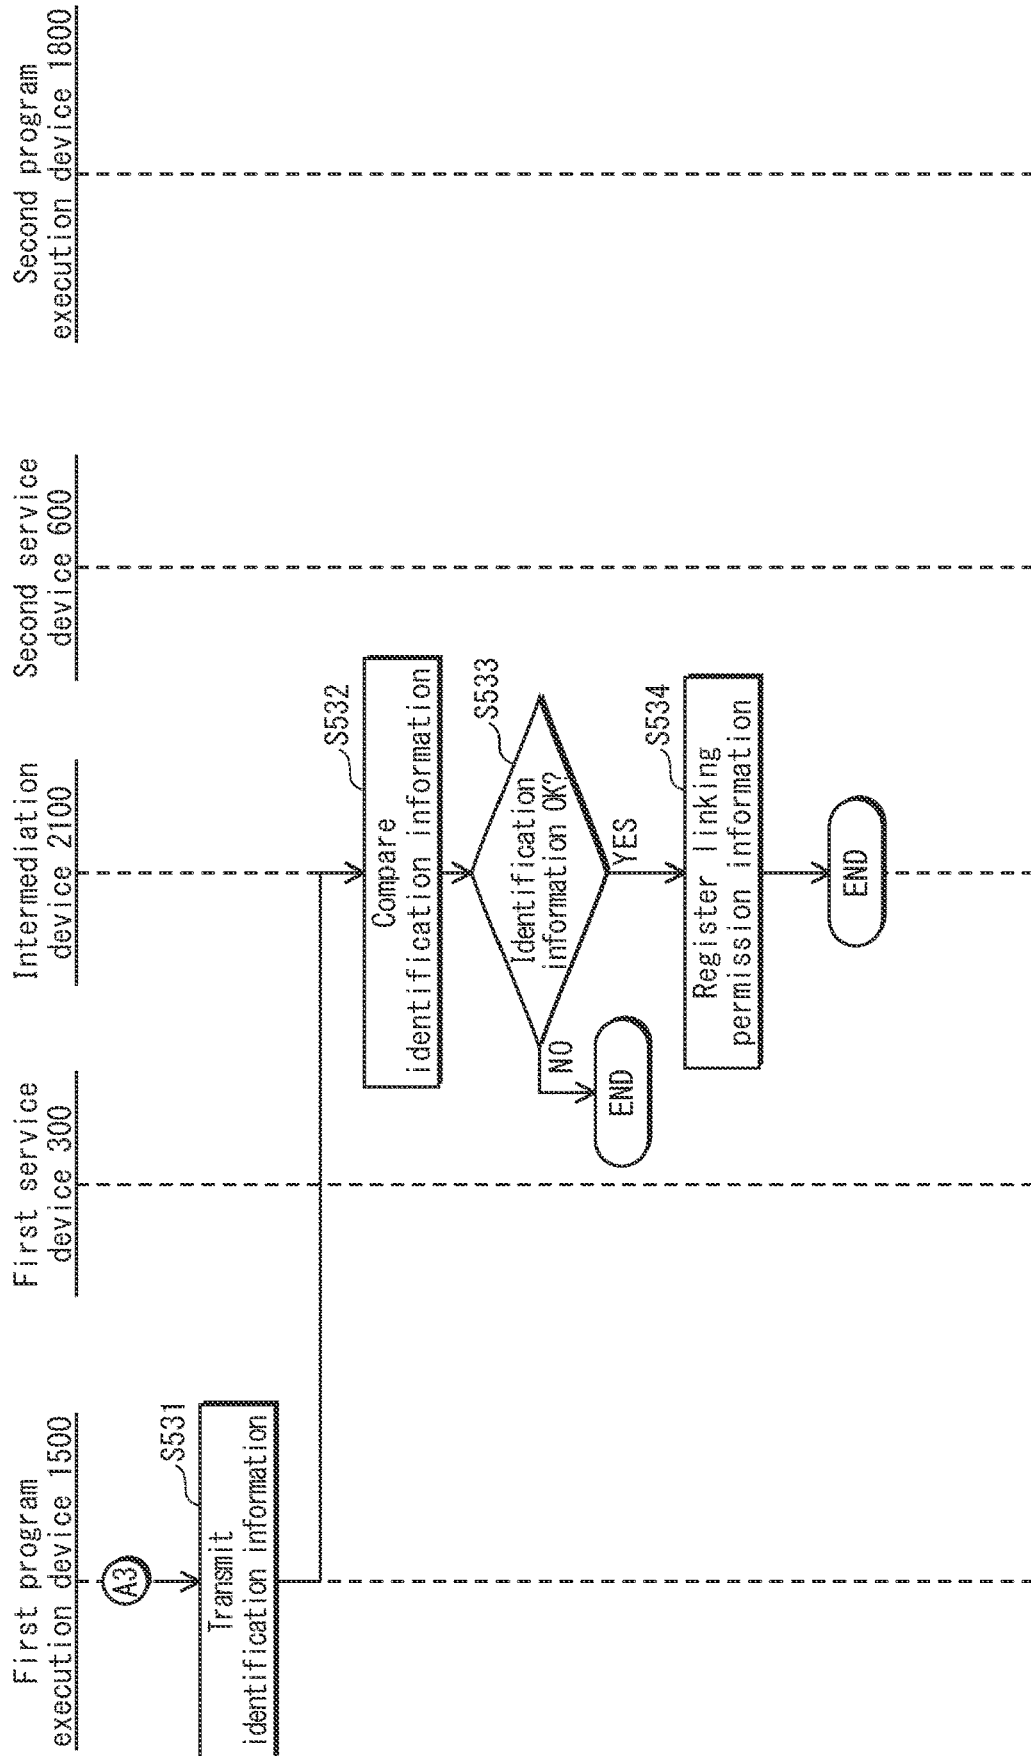 First program
execution device 1500
First service
device 300
Intermediation
device 2100
Second service
device 600
Second program
execution device 1800
A3
S531
Transmit
identification information
S532
Compare
identification information
S533
Identification
information OK?
NO
YES
END
S534
Register linking
permission information
END